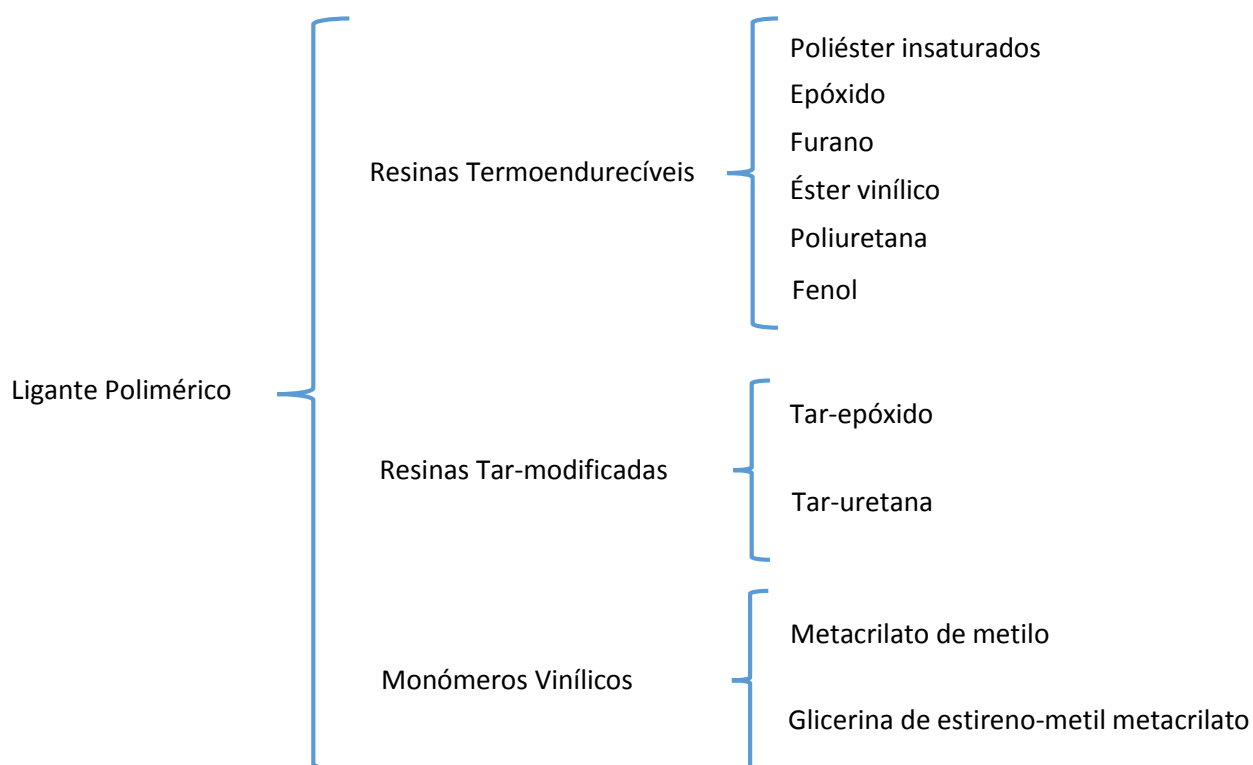 Ligante Polimérico
Resinas Termoendurecíveis
Poliéster insaturados
Epóxido
Furano
Éster vinílico
Poliuretana
Fenol
Resinas Tar-modificadas
Tar-epóxido
Tar-uretana
Monómeros Vinílicos
Metacrilato de metilo
Glicerina de estireno-metil metacrilato